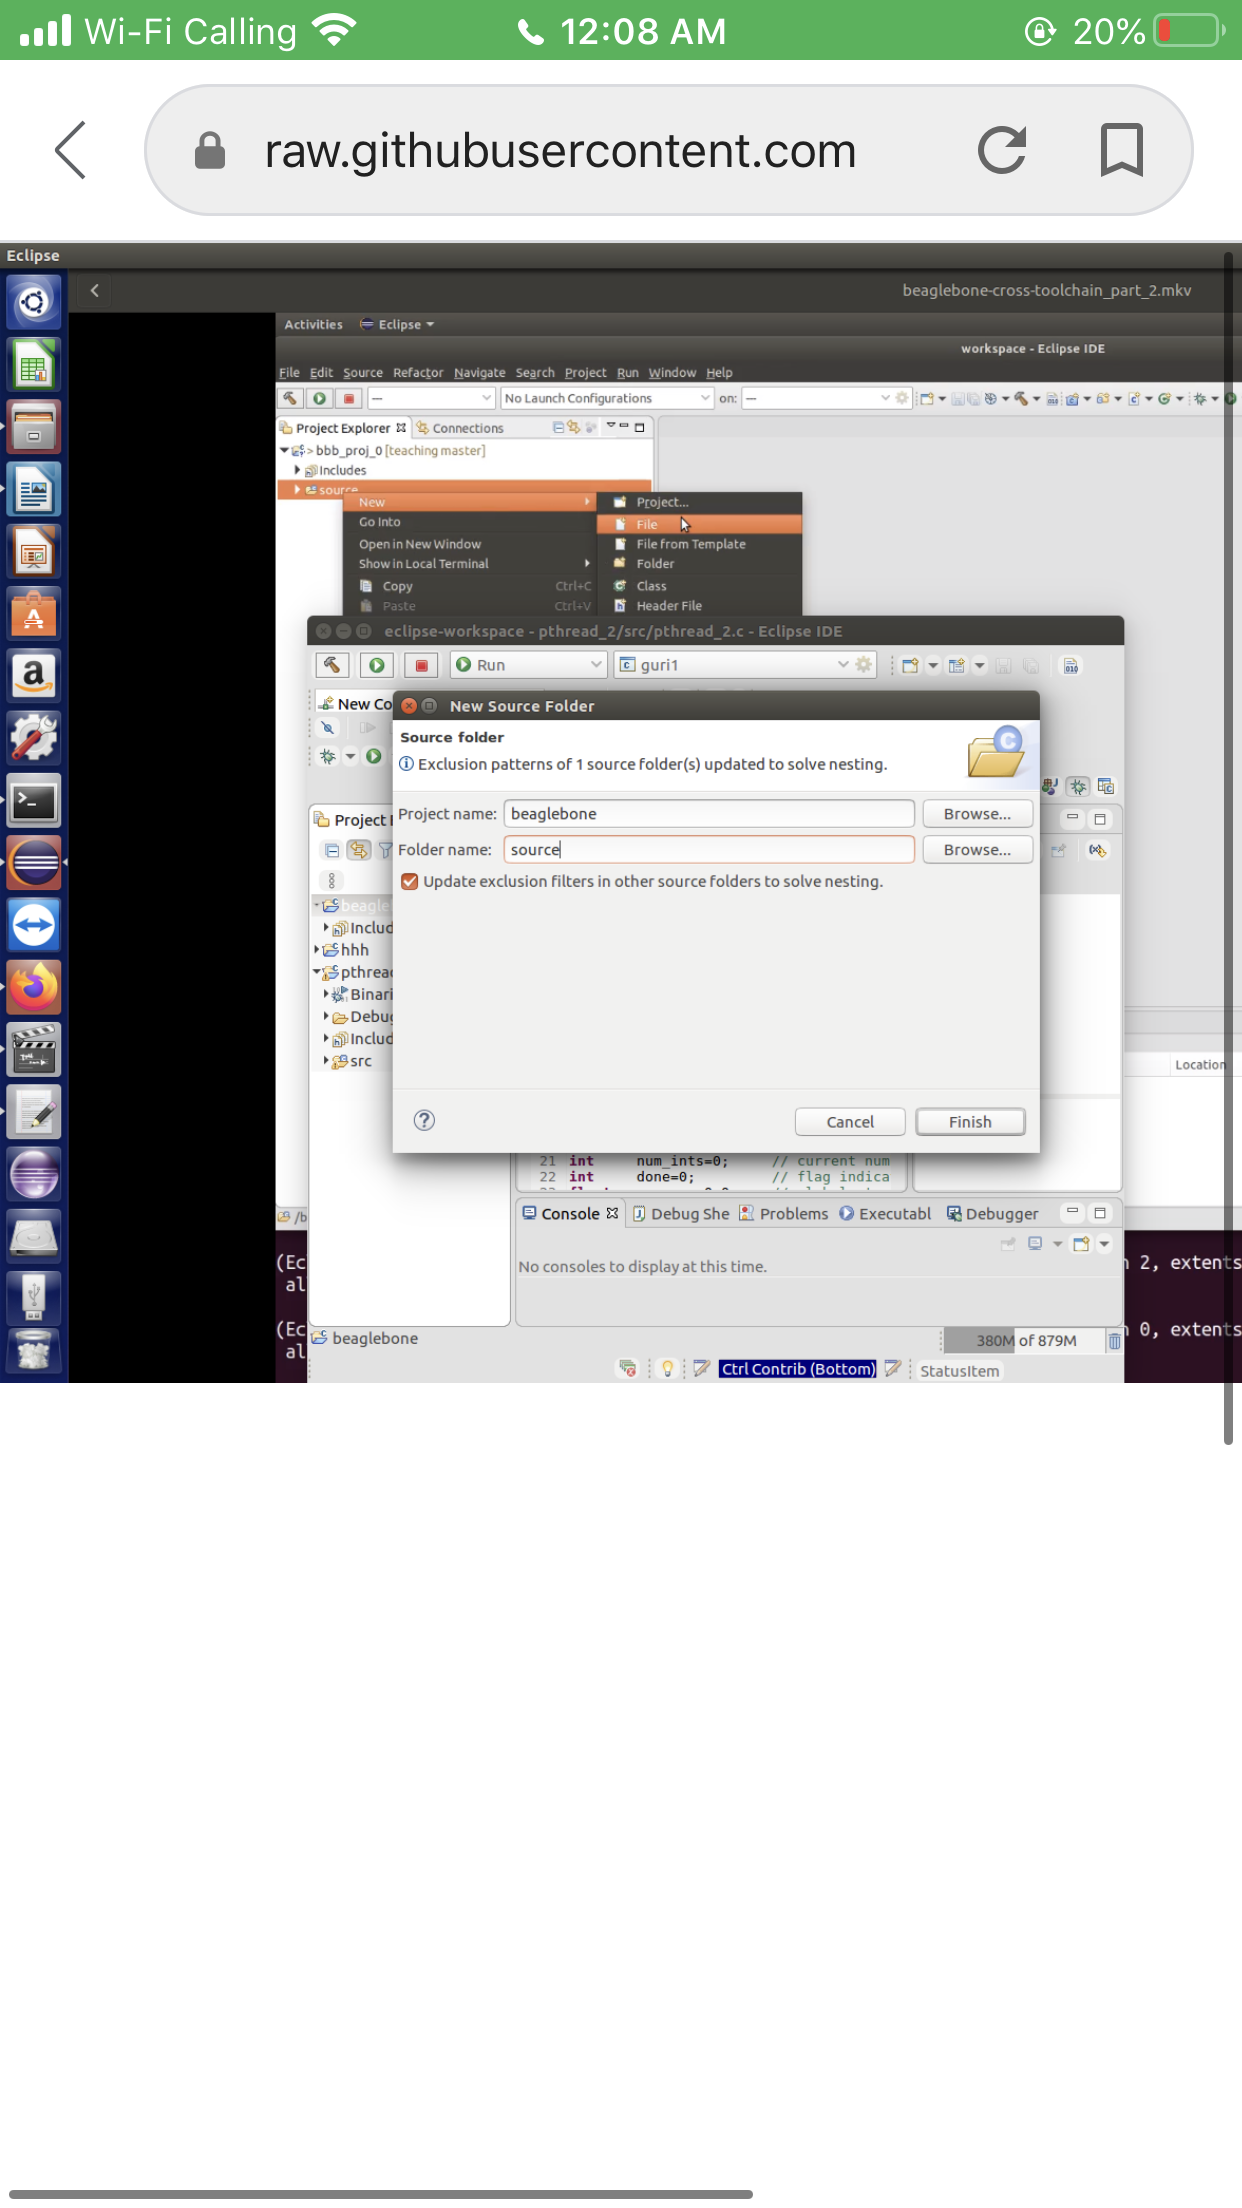 Wi-Fi Calling 12:08 AM 20%
raw.githubusercontent.com
Eclipse
beaglebone-cross-toolchain_part_2.mkv
Activities Eclipse
workspace - Eclipse IDE
File Edit Source Refactor Navigate Search Project Run Window Help
--- No Launch Configurations on: ---
Project Explorer Connections
> bbb_proj_0 [teaching master]
Includes
source
New Project...
Go Into File
Open in New Window File from Template
Show in Local Terminal Folder
Copy Ctrl+C Class
Paste Ctrl+V Header File
eclipse-workspace - pthread_2/src/pthread_2.c - Eclipse IDE
Run guri1
New Co
New Source Folder
Source folder
Exclusion patterns of 1 source folder(s) updated to solve nesting.
Project name: beaglebone Browse...
Folder name: source Browse...
Update exclusion filters in other source folders to solve nesting.
Project
beagle
Includ
hhh
pthrea
Binari
Debug
Includ
src
Location
Cancel Finish
21 int num_ints=0; // current num
22 int done=0; // flag indica
Console Debug She Problems Executabl Debugger
No consoles to display at this time.
/b
(Ec 2, extents
al
(Ec 0, extents
al
beaglebone
380M of 879M
Ctrl Contrib (Bottom) StatusItem